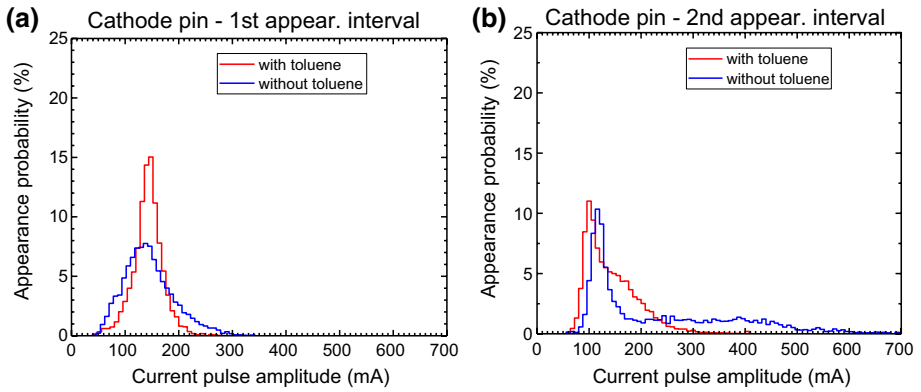 (a) Cathode pin - 1st appear. interval
25
20
15
10
5
0
Appearance probability (%)
with toluene
without toluene
0 100 200 300 400 500 600 700
Current pulse amplitude (mA)
(b) Cathode pin - 2nd appear. interval
25
20
15
10
5
0
Appearance probability (%)
with toluene
without toluene
0 100 200 300 400 500 600 700
Current pulse amplitude (mA)